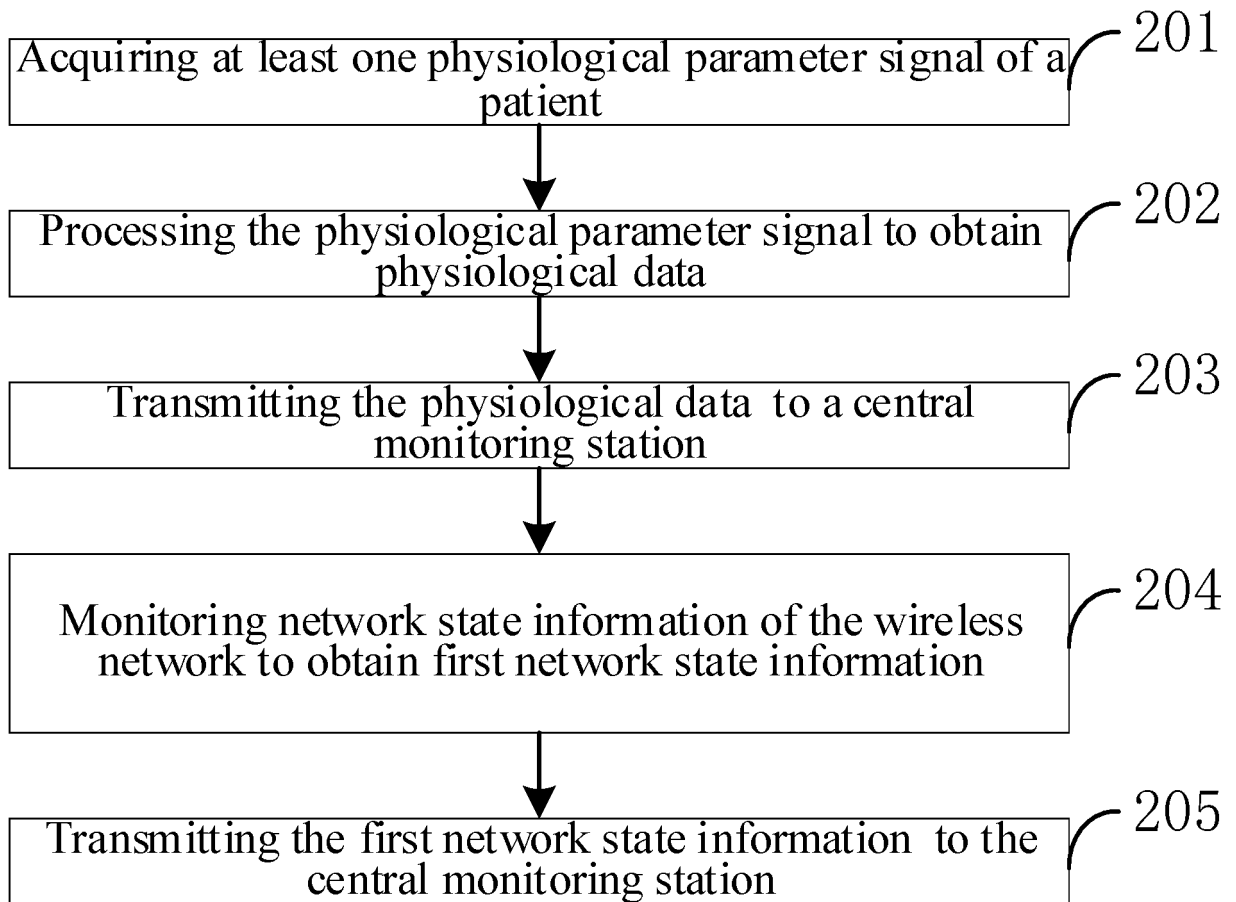 201
Acquiring at least one physiological parameter signal of a
patient
202
Processing the physiological parameter signal to obtain
physiological data
203
Transmitting the physiological data to a central
monitoring station
204
Monitoring network state information of the wireless
network to obtain first network state information
205
Transmitting the first network state information to the
central monitoring station